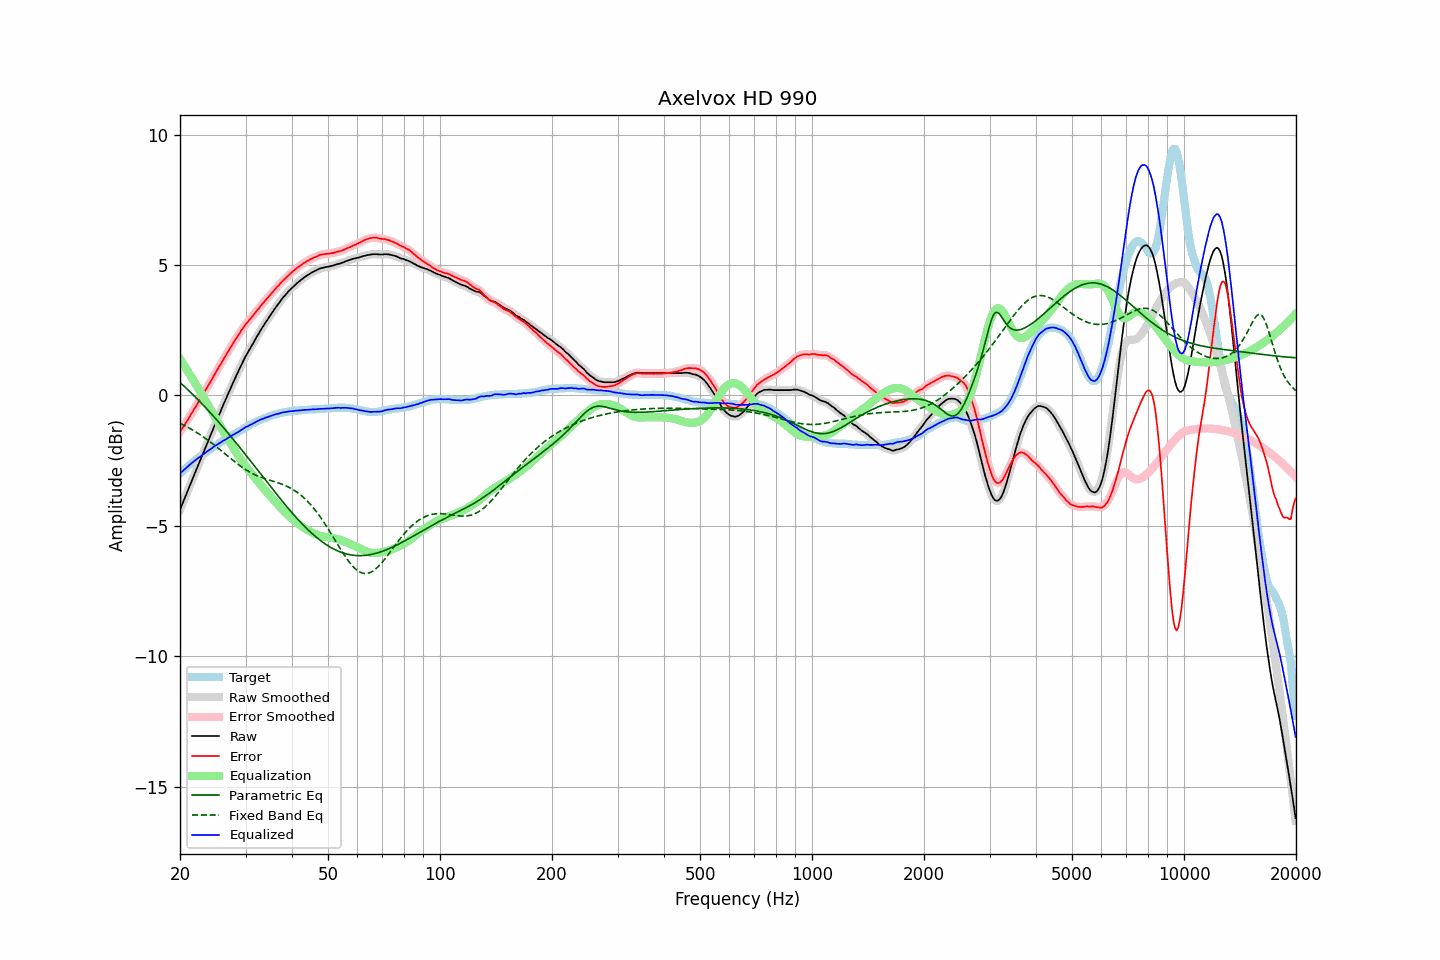 Axelvox HD 990
10
5
0
−5
−10
−15
Amplitude (dBr)
Target
Raw Smoothed
Error Smoothed
Raw
Error
Equalization
Parametric Eq
Fixed Band Eq
Equalized
20 50 100 200 500 1000 2000 5000 10000 20000
Frequency (Hz)